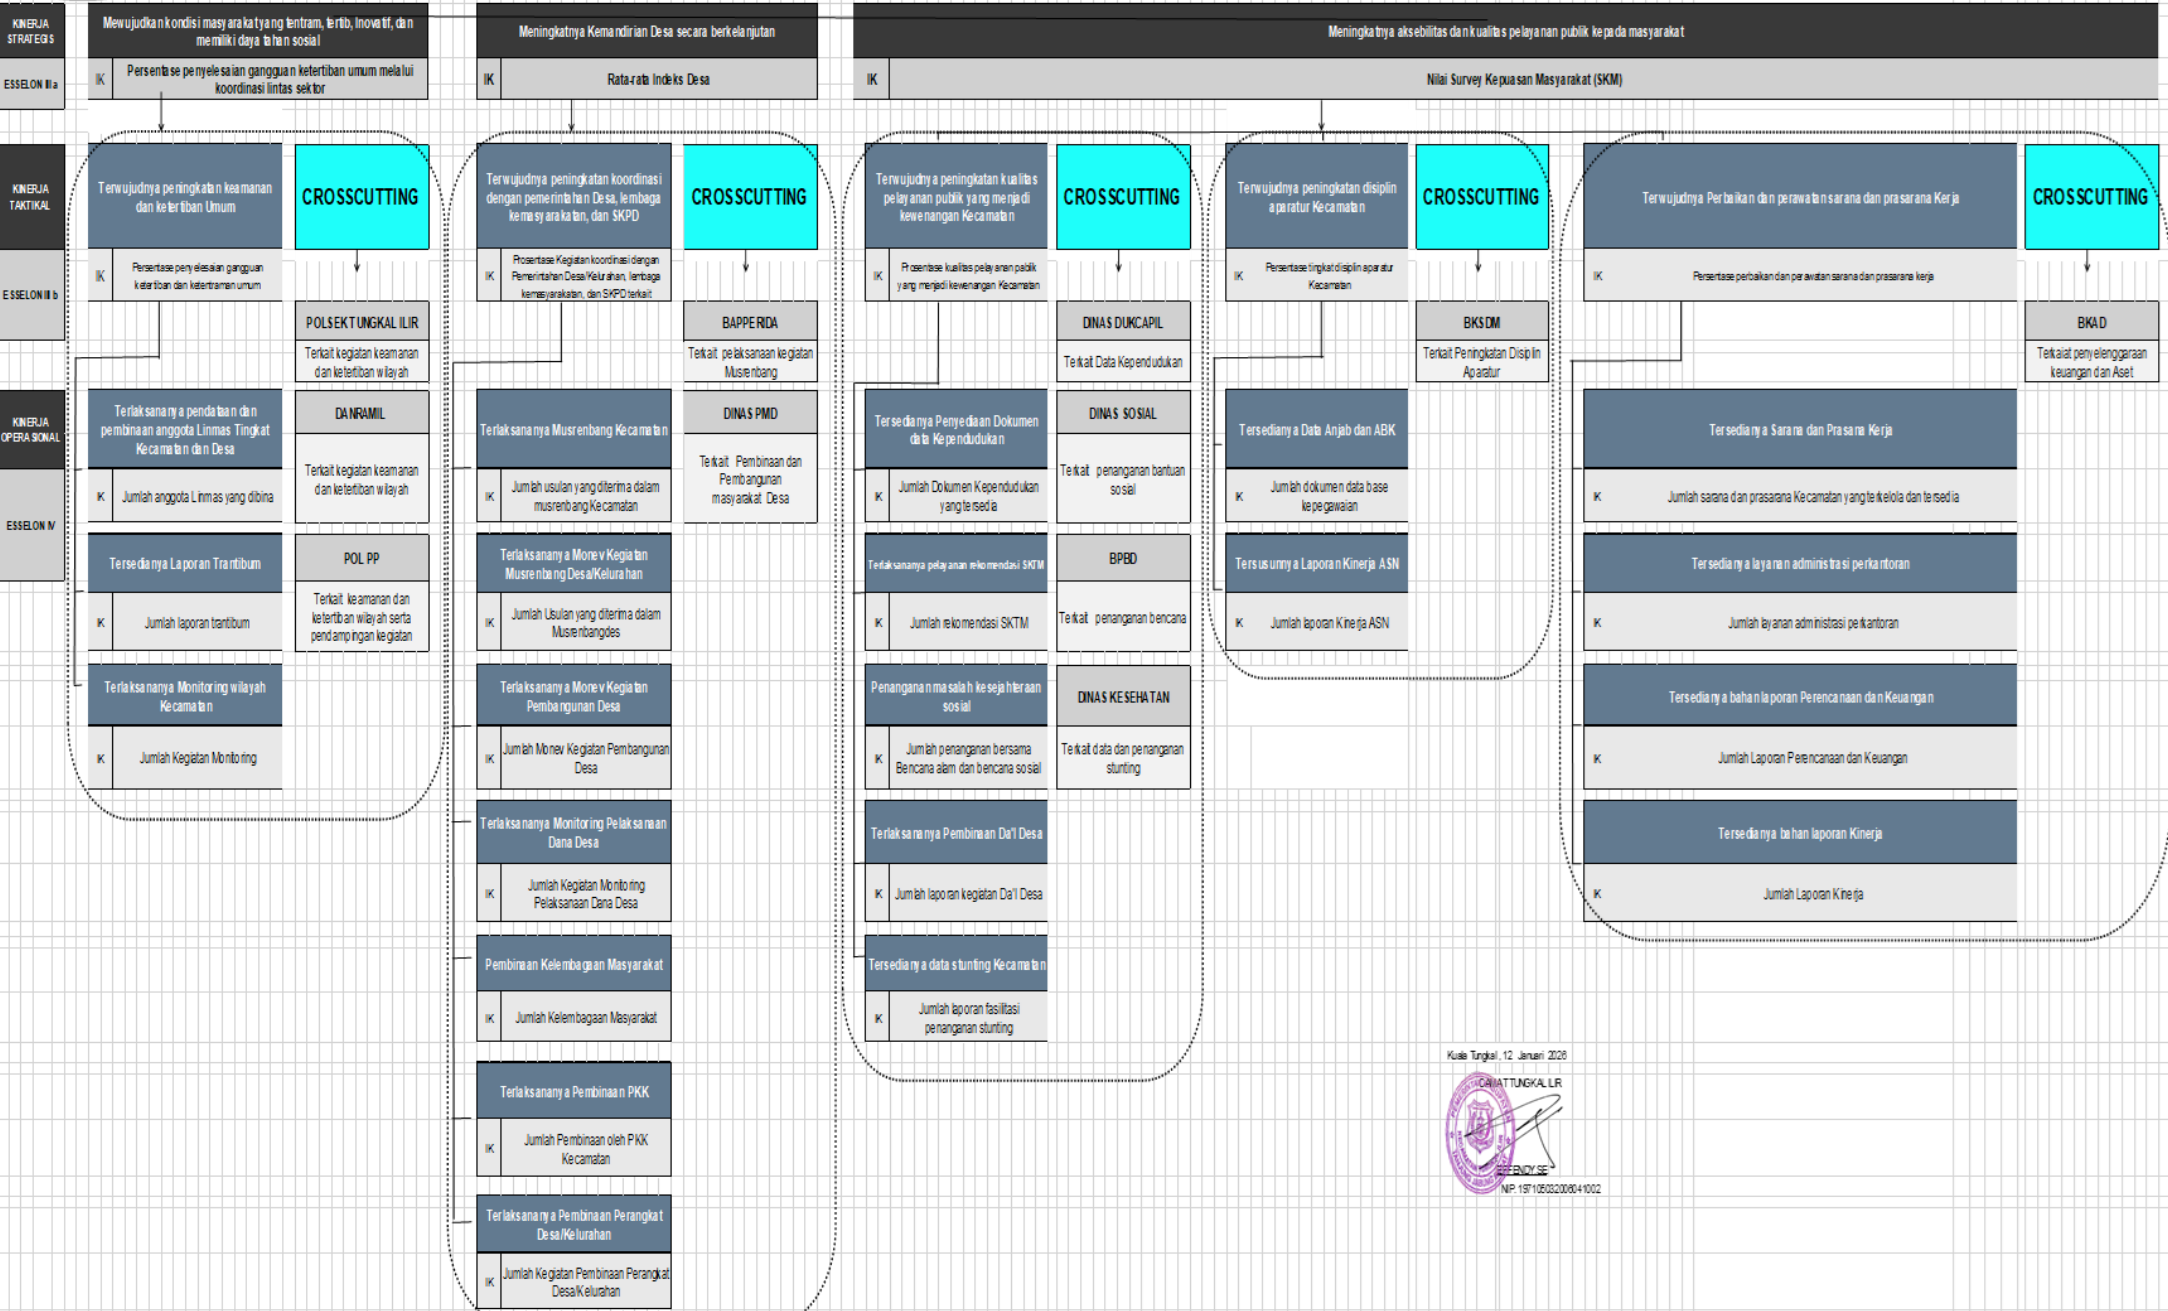 KINERJA
STRATEGIS
Mewujudkan kondisi masyarakat yang tentram, tertib, Inovatif, dan
memiliki daya tahan sosial
Meningkatnya Kemandirian Desa secara berkelanjutan
Meningkatnya aksebilitas dan kualitas pelayanan publik kepada masyarakat
ESSELON III a
IK
Persentase penyelesaian gangguan ketertiban umum melalui
koordinasi lintas sektor
IK
Rata-rata Indeks Desa
IK
Nilai Survey Kepuasan Masyarakat (SKM)
KINERJA
TAKTIKAL
Terwujudnya peningkatan keamanan
dan ketertiban Umum
CROSSCUTTING
Terwujudnya peningkatan koordinasi
dengan pemerintahan Desa, lembaga
kemasyarakatan, dan SKPD
CROSSCUTTING
Terwujudnya peningkatan kualitas
pelayanan publik yang menjadi
kewenangan Kecamatan
CROSSCUTTING
Terwujudnya peningkatan disiplin
aparatur Kecamatan
CROSSCUTTING
Terwujudnya Perbaikan dan perawatan sarana dan prasarana Kerja
CROSSCUTTING
ESSELON III b
IK
Persentase penyelesaian gangguan
ketertiban dan ketentraman umum
IK
Prosentase Kegiatan koordinasi dengan
Pemerintahan Desa/Kelurahan, lembaga
kemasyarakatan, dan SKPD terkait
IK
Prosentase kualitas pelayanan publik
yang menjadi kewenangan Kecamatan
IK
Persentase tingkat disiplin aparatur
Kecamatan
IK
Persentase perbaikan dan perawatan sarana dan prasarana kerja
POLSEK TUNGKAL ILIR
Terkait kegiatan keamanan
dan ketertiban wilayah
BAPPERIDA
Terkait pelaksanaan kegiatan
Musrenbang
DINAS DUKCAPIL
Terkait Data Kependudukan
BKSDM
Terkait Peningkatan Disiplin
Aparatur
BKAD
Terkaiat penyelenggaraan
keuangan dan Aset
KINERJA
OPERASIONAL
Terlaksananya pendataan dan
pembinaan anggota Linmas Tingkat
Kecamatan dan Desa
DANRAMIL
Terlaksananya Musrenbang Kecamatan
DINAS PMD
Tersedianya Penyediaan Dokumen
data Kependudukan
DINAS SOSIAL
Tersedianya Data Anjab dan ABK
Tersedianya Sarana dan Prasana Kerja
ESSELON IV
IK
Jumlah anggota Linmas yang dibina
Terkait kegiatan keamanan
dan ketertiban wilayah
IK
Jumlah usulan yang diterima dalam
musrenbang Kecamatan
Terkait Pembinaan dan
Pembangunan
masyarakat Desa
IK
Jumlah Dokumen Kependudukan
yang tersedia
Terkait penanganan bantuan
sosial
IK
Jumlah dokumen data base
kepegawaian
IK
Jumlah sarana dan prasarana Kecamatan yang terkelola dan tersedia
Tersedianya Laporan Trantibum
POL PP
Terlaksananya Monev Kegiatan
Musrenbang Desa/Kelurahan
Terlaksananya pelayanan rekomendasi SKTM
BPBD
Tersusunnya Laporan Kinerja ASN
Tersedianya layanan administrasi perkantoran
IK
Jumlah laporan trantibum
Terkait keamanan dan
ketertiban wilayah serta
pendampingan kegiatan
IK
Jumlah Usulan yang diterima dalam
Musrenbangdes
IK
Jumlah rekomendasi SKTM
Terkait penanganan bencana
IK
Jumlah laporan Kinerja ASN
IK
Jumlah layanan administrasi perkantoran
Terlaksananya Monitoring wilayah
Kecamatan
Terlaksananya Monev Kegiatan
Pembangunan Desa
Penanganan masalah kesejahteraan
sosial
DINAS KESEHATAN
Tersedianya bahan laporan Perencanaan dan Keuangan
IK
Jumlah Kegiatan Monitoring
IK
Jumlah Monev Kegiatan Pembangunan
Desa
IK
Jumlah penanganan bersama
Bencana alam dan bencana sosial
Terkait data dan penanganan
stunting
IK
Jumlah Laporan Perencanaan dan Keuangan
Terlaksananya Monitoring Pelaksanaan
Dana Desa
Terlaksananya Pembinaan Da'I Desa
Tersedianya bahan laporan Kinerja
IK
Jumlah Kegiatan Monitoring
Pelaksanaan Dana Desa
IK
Jumlah laporan kegiatan Da'I Desa
IK
Jumlah Laporan Kinerja
Pembinaan Kelembagaan Masyarakat
Tersedianya data stunting Kecamatan
IK
Jumlah Kelembagaan Masyarakat
IK
Jumlah laporan fasilitasi
penanganan stunting
Terlaksananya Pembinaan PKK
IK
Jumlah Pembinaan oleh PKK
Kecamatan
Terlaksananya Pembinaan Perangkat
Desa/Kelurahan
IK
Jumlah Kegiatan Pembinaan Perangkat
Desa/Kelurahan
Kuala Tungkal, 12 Januari 2026
CAMAT TUNGKAL ILIR
EFFENDY.SE
NIP. 197105032006041002